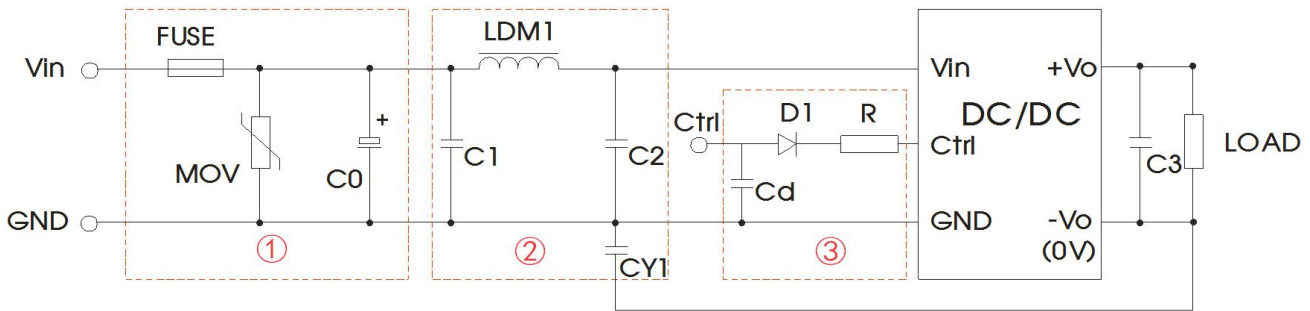 FUSE
LDM1
Vin
Vin
+Vo
D1
R
DC/DC
Ctrl
+
Ctrl
C1
C2
C3
LOAD
MOV
C0
Cd
GND
GND
-Vo
(0V)
①
②
③
CY1